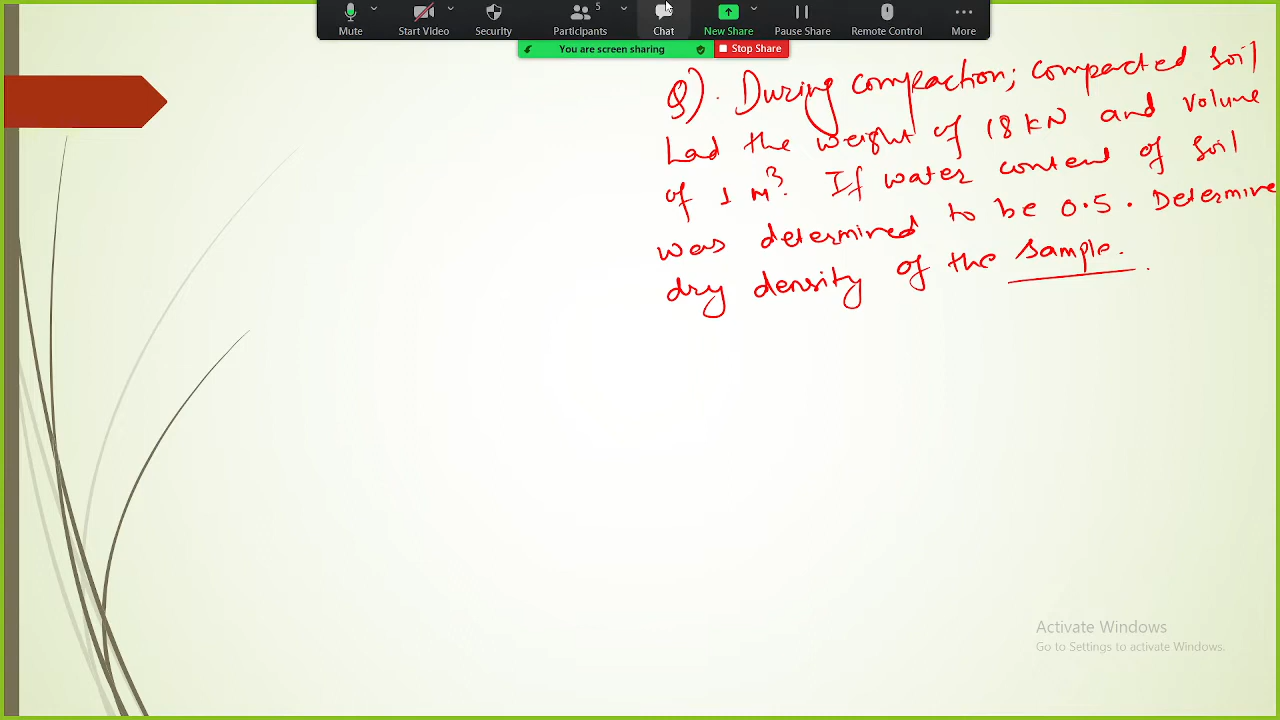 5
Mute
Start Video
Security
Participants
Chat
New Share
Pause Share
Remote Control
More
You are screen sharing
Stop Share
Q). During compaction; compacted soil
had the weight of 18 kN and volume
of 1 m³. If water content of soil
was determined to be 0.5. Determine
dry density of the sample.
Activate Windows
Go to Settings to activate Windows.